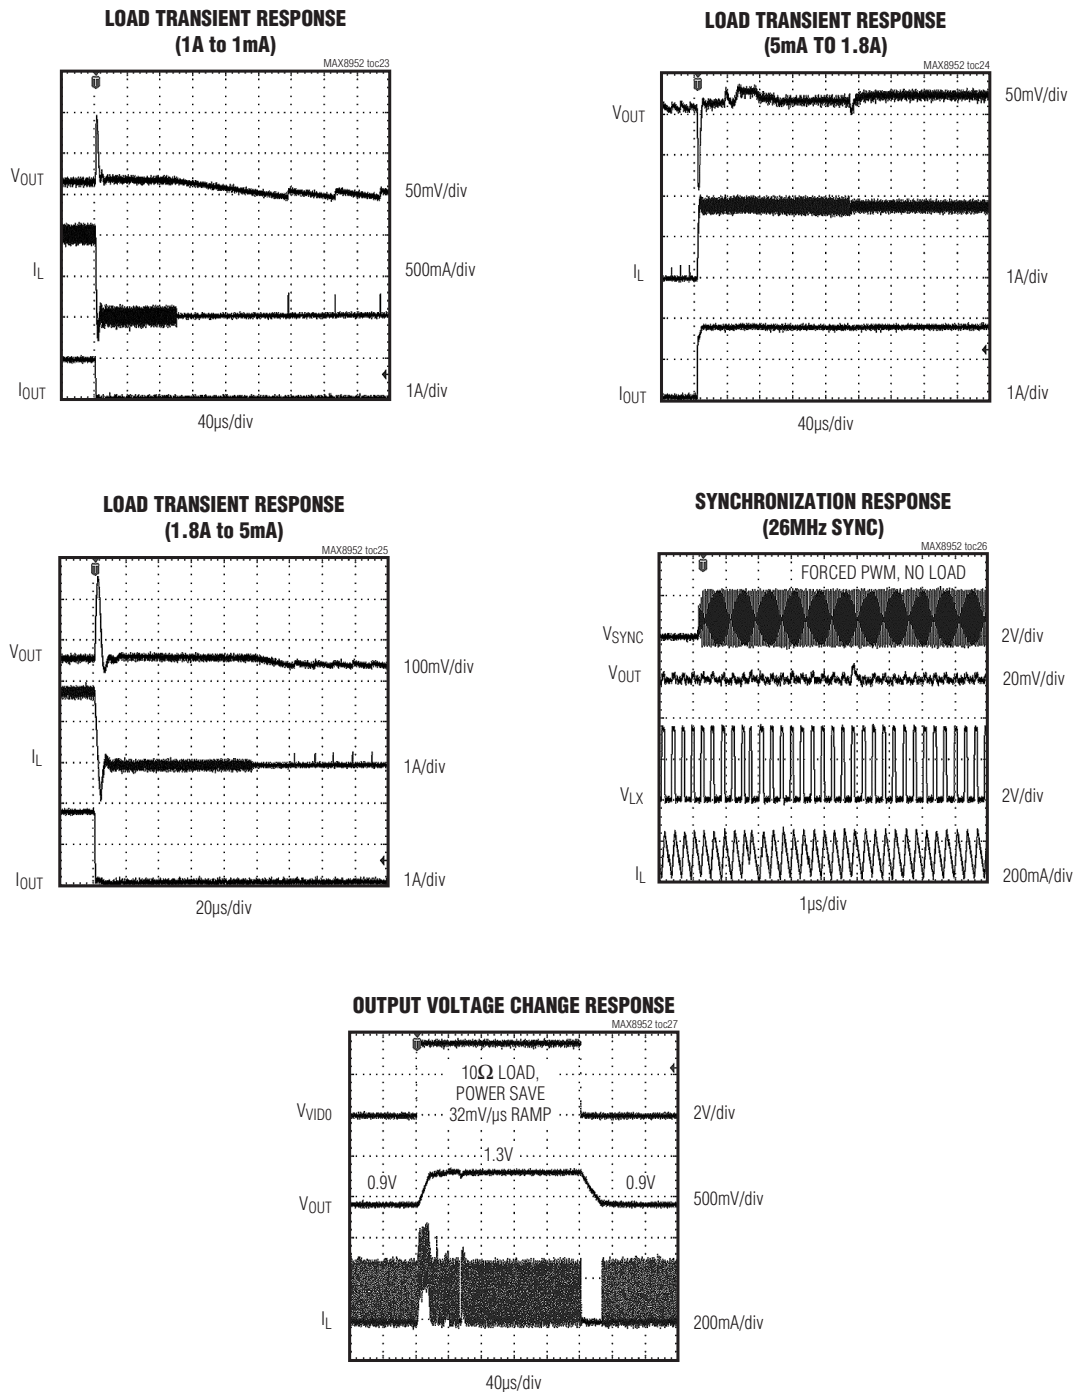 LOAD TRANSIENT RESPONSE
(1A to 1mA)
MAX8952 toc23
VOUT
50mV/div
IL
500mA/div
IOUT
1A/div
40µs/div
LOAD TRANSIENT RESPONSE
(5mA TO 1.8A)
MAX8952 toc24
VOUT
50mV/div
IL
1A/div
IOUT
1A/div
40µs/div
LOAD TRANSIENT RESPONSE
(1.8A to 5mA)
MAX8952 toc25
VOUT
100mV/div
IL
1A/div
IOUT
1A/div
20µs/div
SYNCHRONIZATION RESPONSE
(26MHz SYNC)
MAX8952 toc26
FORCED PWM, NO LOAD
VSYNC
2V/div
VOUT
20mV/div
VLX
2V/div
IL
200mA/div
1µs/div
OUTPUT VOLTAGE CHANGE RESPONSE
MAX8952 toc27
10Ω LOAD,
POWER SAVE
32mV/µs RAMP
VVID0
2V/div
1.3V
0.9V
0.9V
VOUT
500mV/div
IL
200mA/div
40µs/div